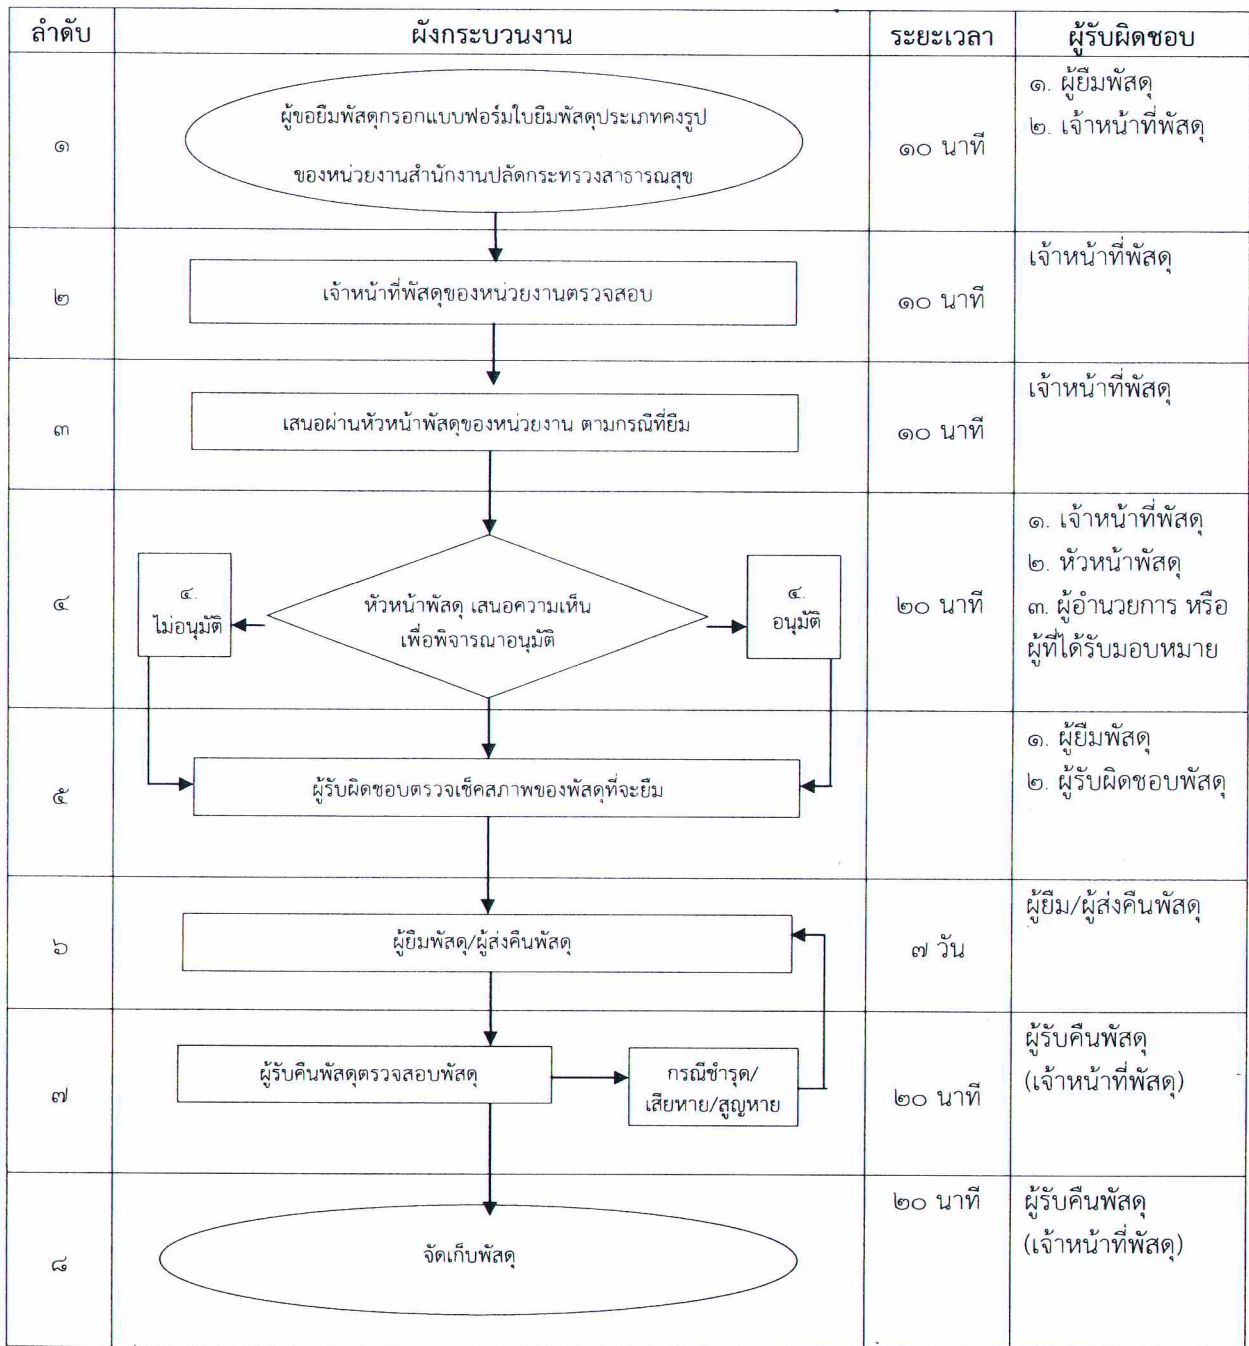 ลำดับ ผังกระบวนงาน ระยะเวลา ผู้รับผิดชอบ
๑
ผู้ขอยืมพัสดุกรอกแบบฟอร์มใบยืมพัสดุประเภทคงรูป
ของหน่วยงานสำนักงานปลัดกระทรวงสาธารณสุข
๑๐ นาที
๑. ผู้ยืมพัสดุ
๒. เจ้าหน้าที่พัสดุ
๒
เจ้าหน้าที่พัสดุของหน่วยงานตรวจสอบ
๑๐ นาที
เจ้าหน้าที่พัสดุ
๓
เสนอผ่านหัวหน้าพัสดุของหน่วยงาน ตามกรณีที่ยืม
๑๐ นาที
เจ้าหน้าที่พัสดุ
๔
๔.
ไม่อนุมัติ
หัวหน้าพัสดุ เสนอความเห็น
เพื่อพิจารณาอนุมัติ
๔.
อนุมัติ
๒๐ นาที
๑. เจ้าหน้าที่พัสดุ
๒. หัวหน้าพัสดุ
๓. ผู้อำนวยการ หรือ
ผู้ที่ได้รับมอบหมาย
๕
ผู้รับผิดชอบตรวจเช็คสภาพของพัสดุที่จะยืม
๑. ผู้ยืมพัสดุ
๒. ผู้รับผิดชอบพัสดุ
๖
ผู้ยืมพัสดุ/ผู้ส่งคืนพัสดุ
๗ วัน
ผู้ยืม/ผู้ส่งคืนพัสดุ
๗
ผู้รับคืนพัสดุตรวจสอบพัสดุ
กรณีชำรุด/
เสียหาย/สูญหาย
๒๐ นาที
ผู้รับคืนพัสดุ
(เจ้าหน้าที่พัสดุ)
๘
จัดเก็บพัสดุ
๒๐ นาที
ผู้รับคืนพัสดุ
(เจ้าหน้าที่พัสดุ)